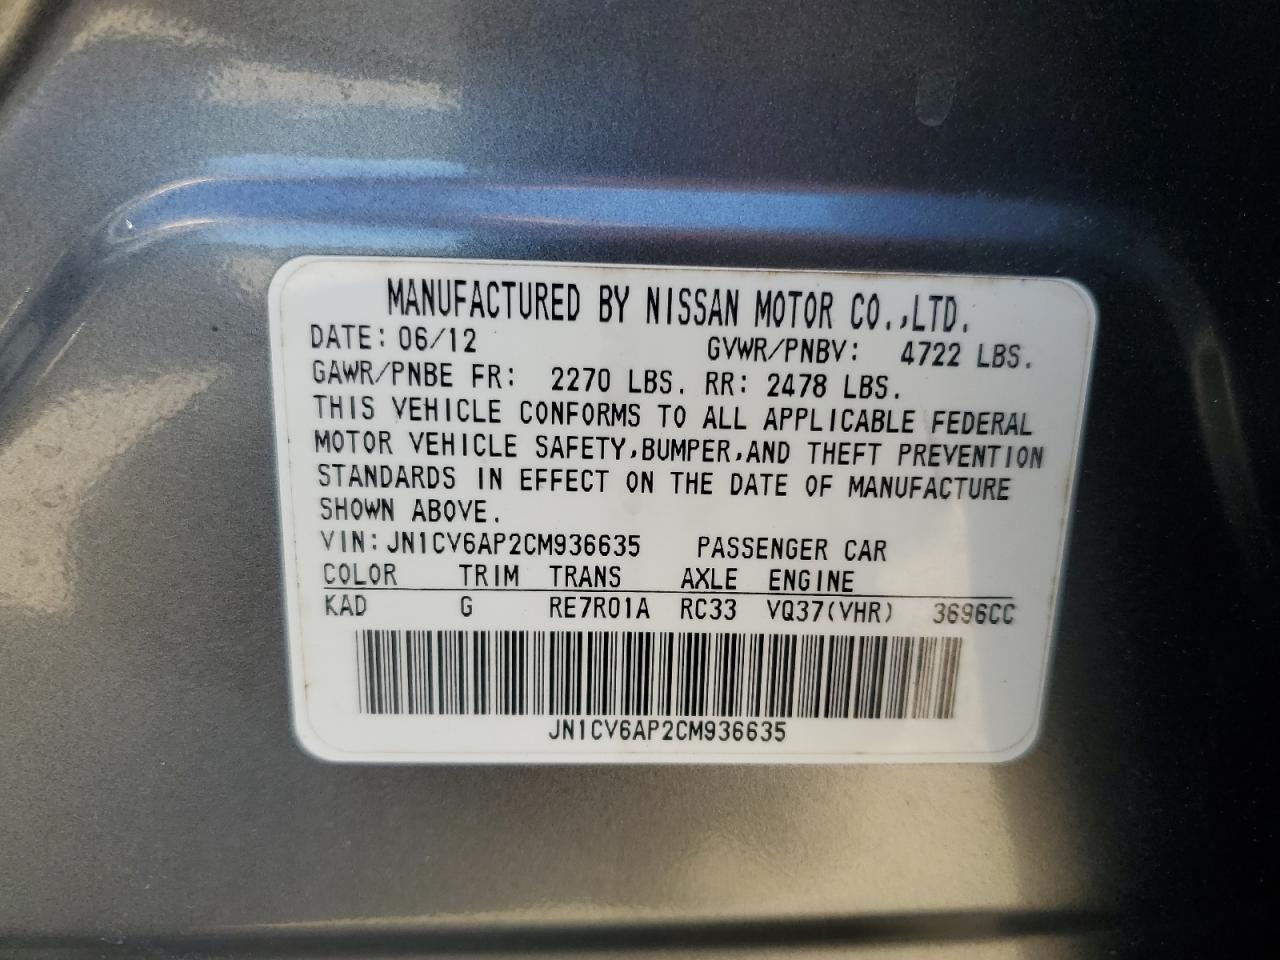 MANUFACTURED BY NISSAN MOTOR CO.,LTD.
DATE: 06/12 GVWR/PNBV: 4722 LBS.
GAWR/PNBE FR: 2270 LBS. RR: 2478 LBS.
THIS VEHICLE CONFORMS TO ALL APPLICABLE FEDERAL
MOTOR VEHICLE SAFETY,BUMPER,AND THEFT PREVENTION
STANDARDS IN EFFECT ON THE DATE OF MANUFACTURE
SHOWN ABOVE.
VIN: JN1CV6AP2CM936635 PASSENGER CAR
COLOR TRIM TRANS AXLE ENGINE
KAD G RE7R01A RC33 VQ37(VHR) 3696CC
JN1CV6AP2CM936635